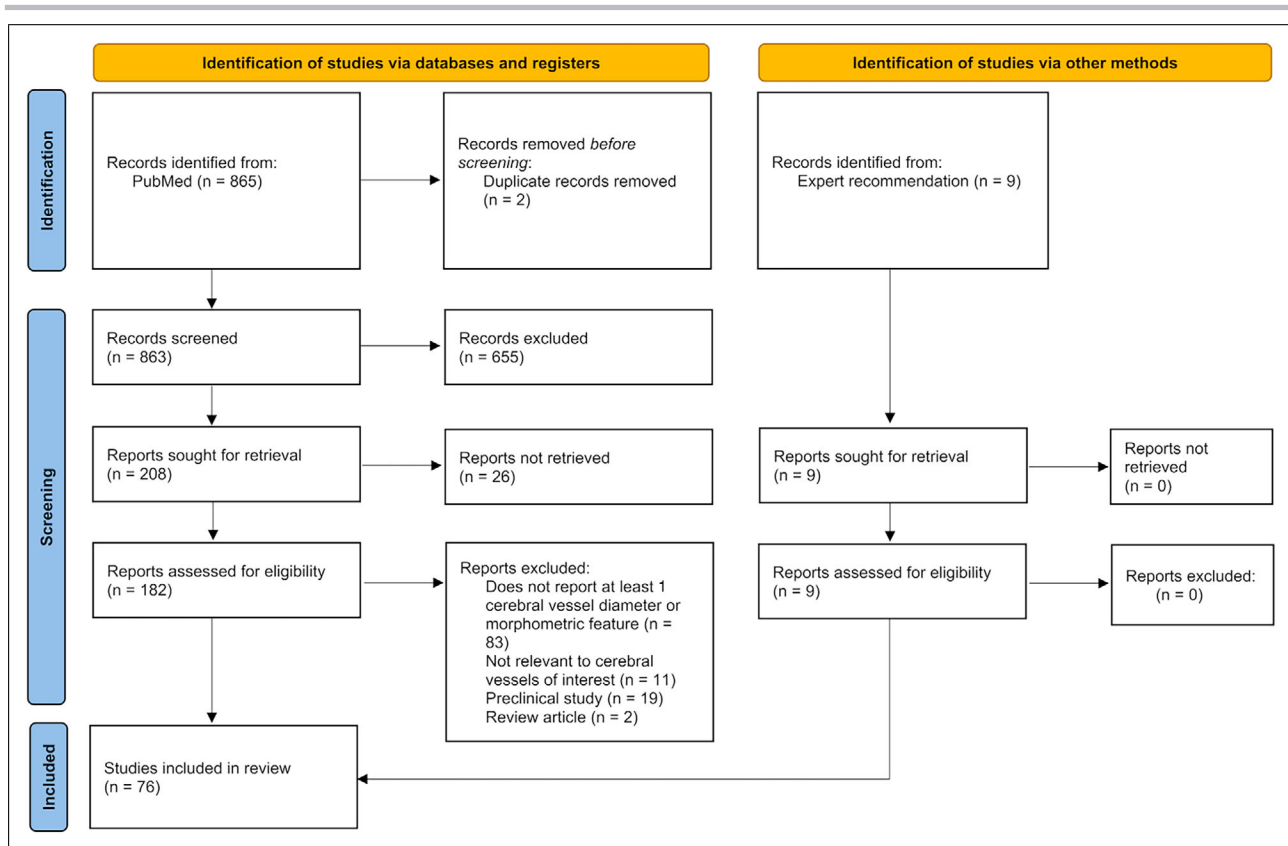 Identification of studies via databases and registers
Identification of studies via other methods
Identification
Records identified from:
PubMed (n = 865)
Records removed before
screening:
Duplicate records removed
(n = 2)
Records identified from:
Expert recommendation (n = 9)
Screening
Records screened
(n = 863)
Records excluded
(n = 655)
Reports sought for retrieval
(n = 208)
Reports not retrieved
(n = 26)
Reports sought for retrieval
(n = 9)
Reports not
retrieved
(n = 0)
Reports assessed for eligibility
(n = 182)
Reports excluded:
Does not report at least 1
cerebral vessel diameter or
morphometric feature (n =
83)
Not relevant to cerebral
vessels of interest (n = 11)
Preclinical study (n = 19)
Review article (n = 2)
Reports assessed for eligibility
(n = 9)
Reports excluded:
(n = 0)
Included
Studies included in review
(n = 76)